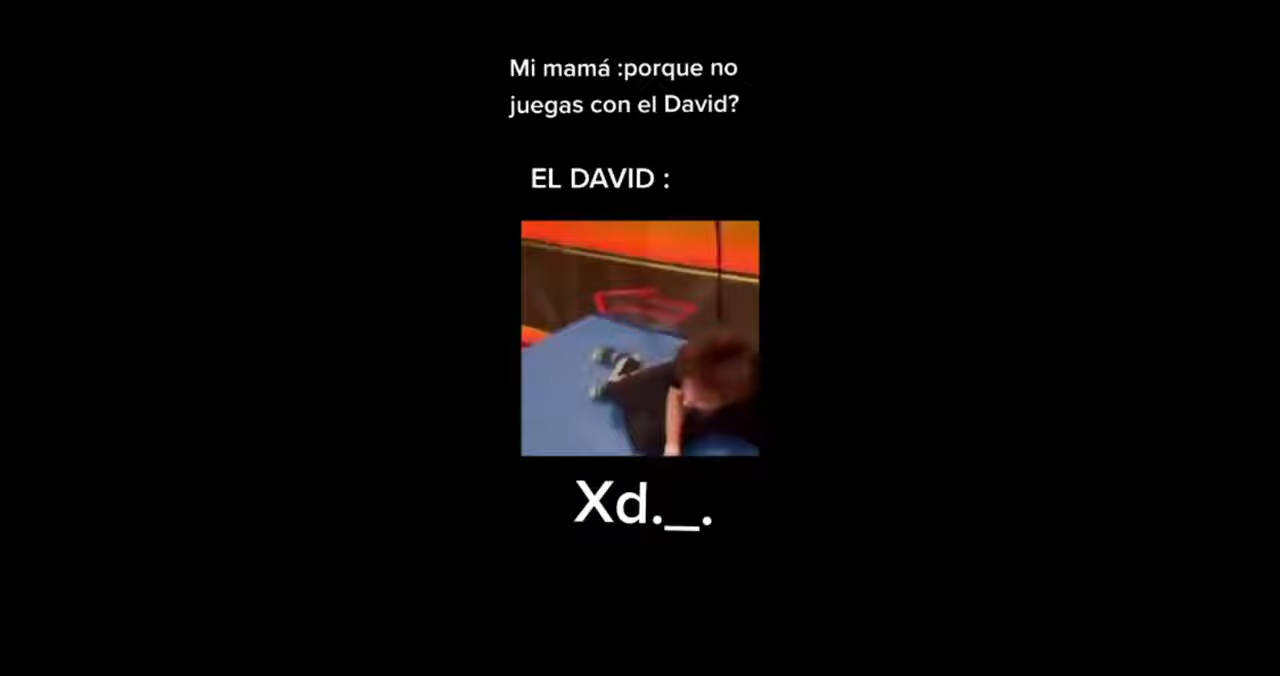 Mi mamá :porque no
juegas con el David?
EL DAVID :
Xd._.